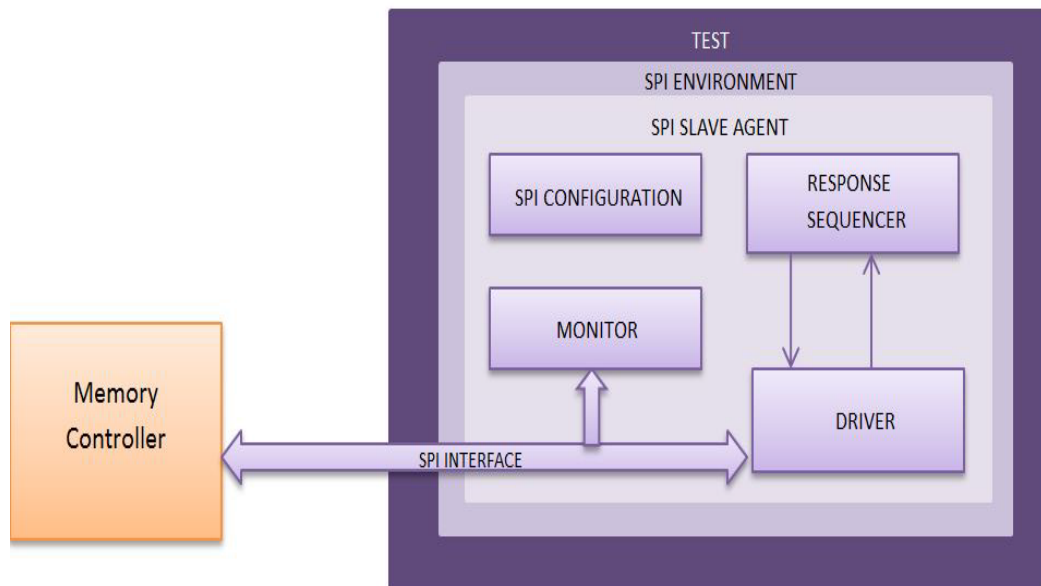 TEST
SPI ENVIRONMENT
SPI SLAVE AGENT
SPI CONFIGURATION
RESPONSE
SEQUENCER
MONITOR
Memory
Controller
DRIVER
SPI INTERFACE